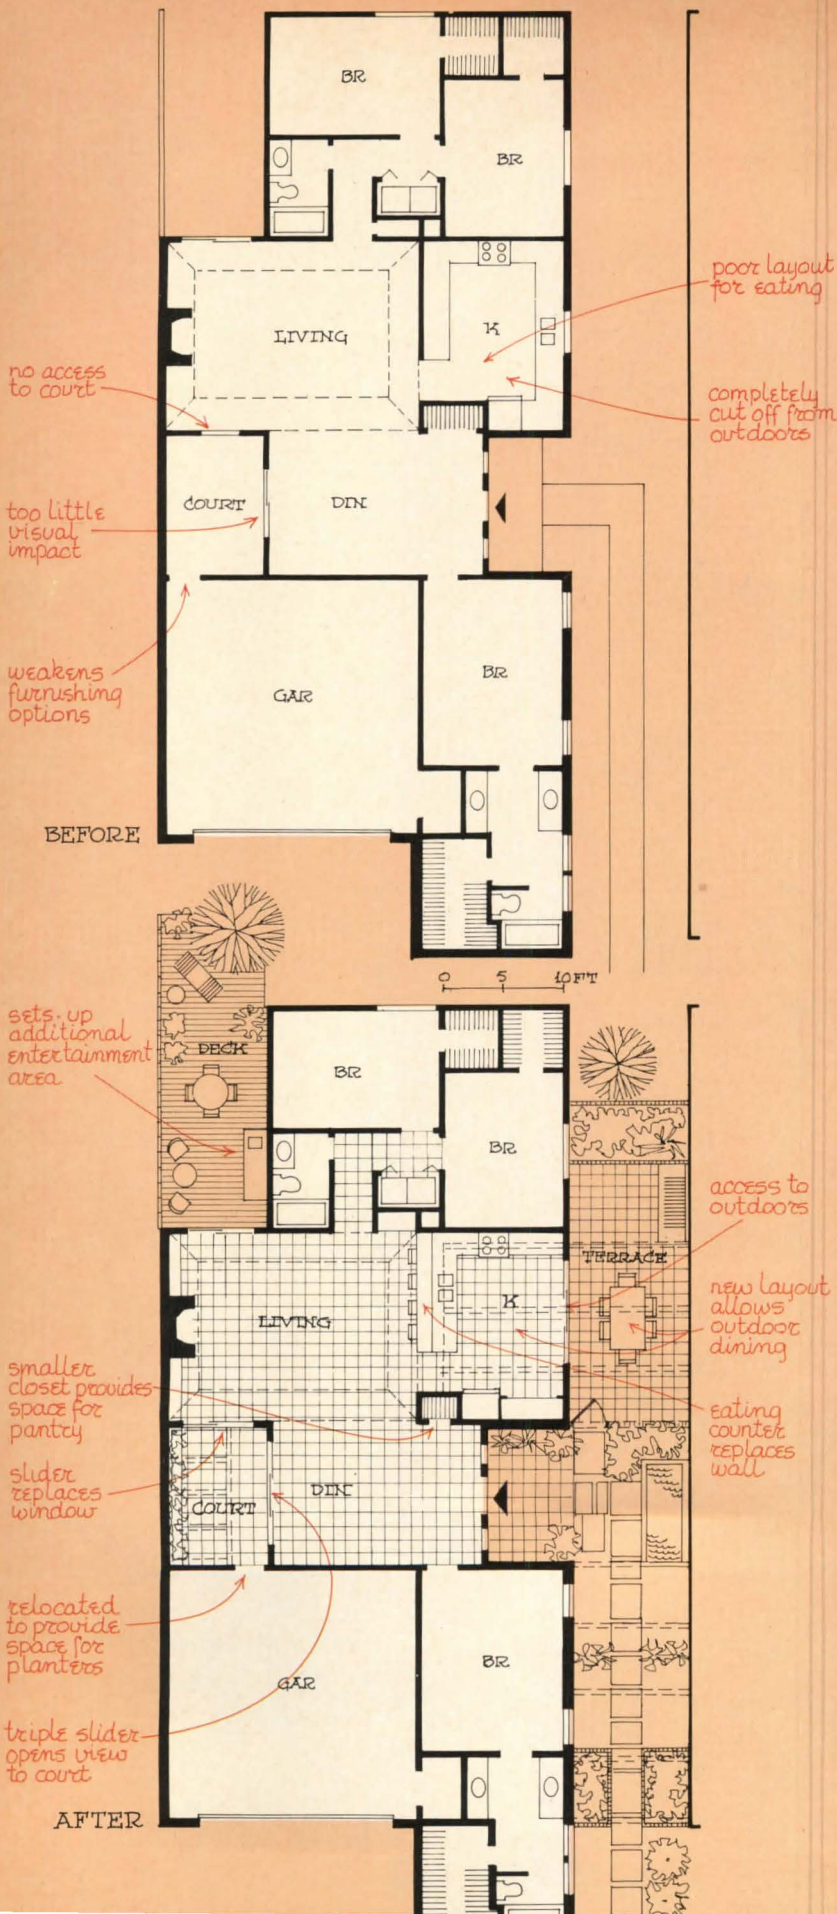 BR
BR
poor layout
for eating
LIVING
K
no access
to court
completely
cut off from
outdoors
too little
visual
impact
COURT
DIN
weakens
furnishing
options
GAR
BR
BEFORE
0 5 10 FT
sets-up
additional
entertainment
area
DECK
BR
BR
access to
outdoors
TERRACE
K
new layout
allows
outdoor
dining
LIVING
smaller
closet provides
space for
pantry
eating
counter
replaces
wall
slider
replaces
window
COURT
DIN
relocated
to provide
space for
planters
GAR
BR
triple slider
opens view
to court
AFTER